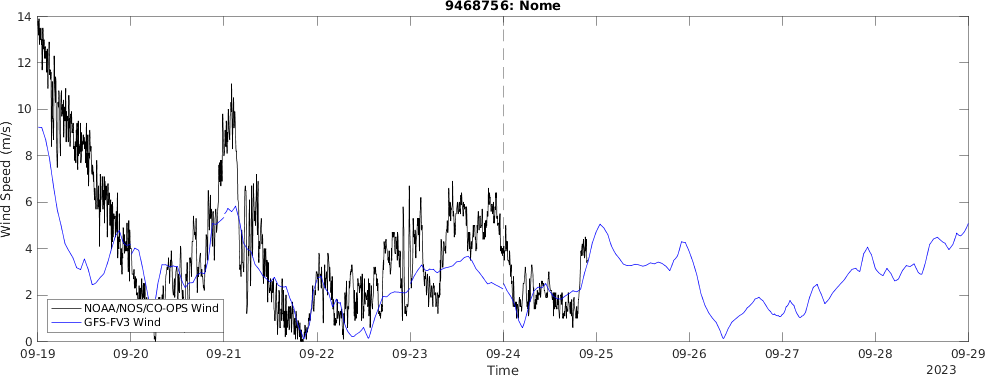 9468756: Nome
Wind Speed (m/s)
14
12
10
8
6
4
2
0
NOAA/NOS/CO-OPS Wind
GFS-FV3 Wind
09-19 09-20 09-21 09-22 09-23 09-24 09-25 09-26 09-27 09-28 09-29
Time
2023